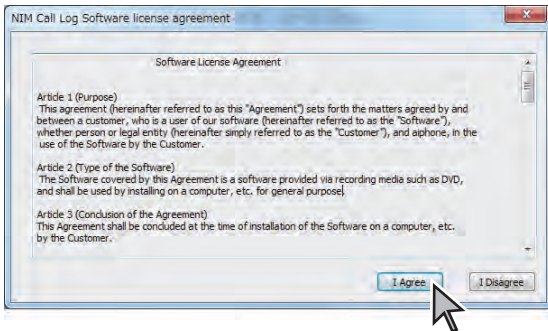 NIM Call Log Software license agreement
Software License Agreement
Article 1 (Purpose)
This agreement (hereinafter referred to as this "Agreement") sets forth the matters agreed by and
between a customer, who is a user of our software (hereinafter referred to as the "Software"),
whether person or legal entity (hereinafter simply referred to as the "Customer"), and aiphone, in the
use of the Software by the Customer.
Article 2 (Type of the Software)
The Software covered by this Agreement is a software provided via recording media such as DVD,
and shall be used by installing on a computer, etc. for general purpose.
Article 3 (Conclusion of the Agreement)
This Agreement shall be concluded at the time of installation of the Software on a computer, etc.
by the Customer.
I Agree
I Disagree